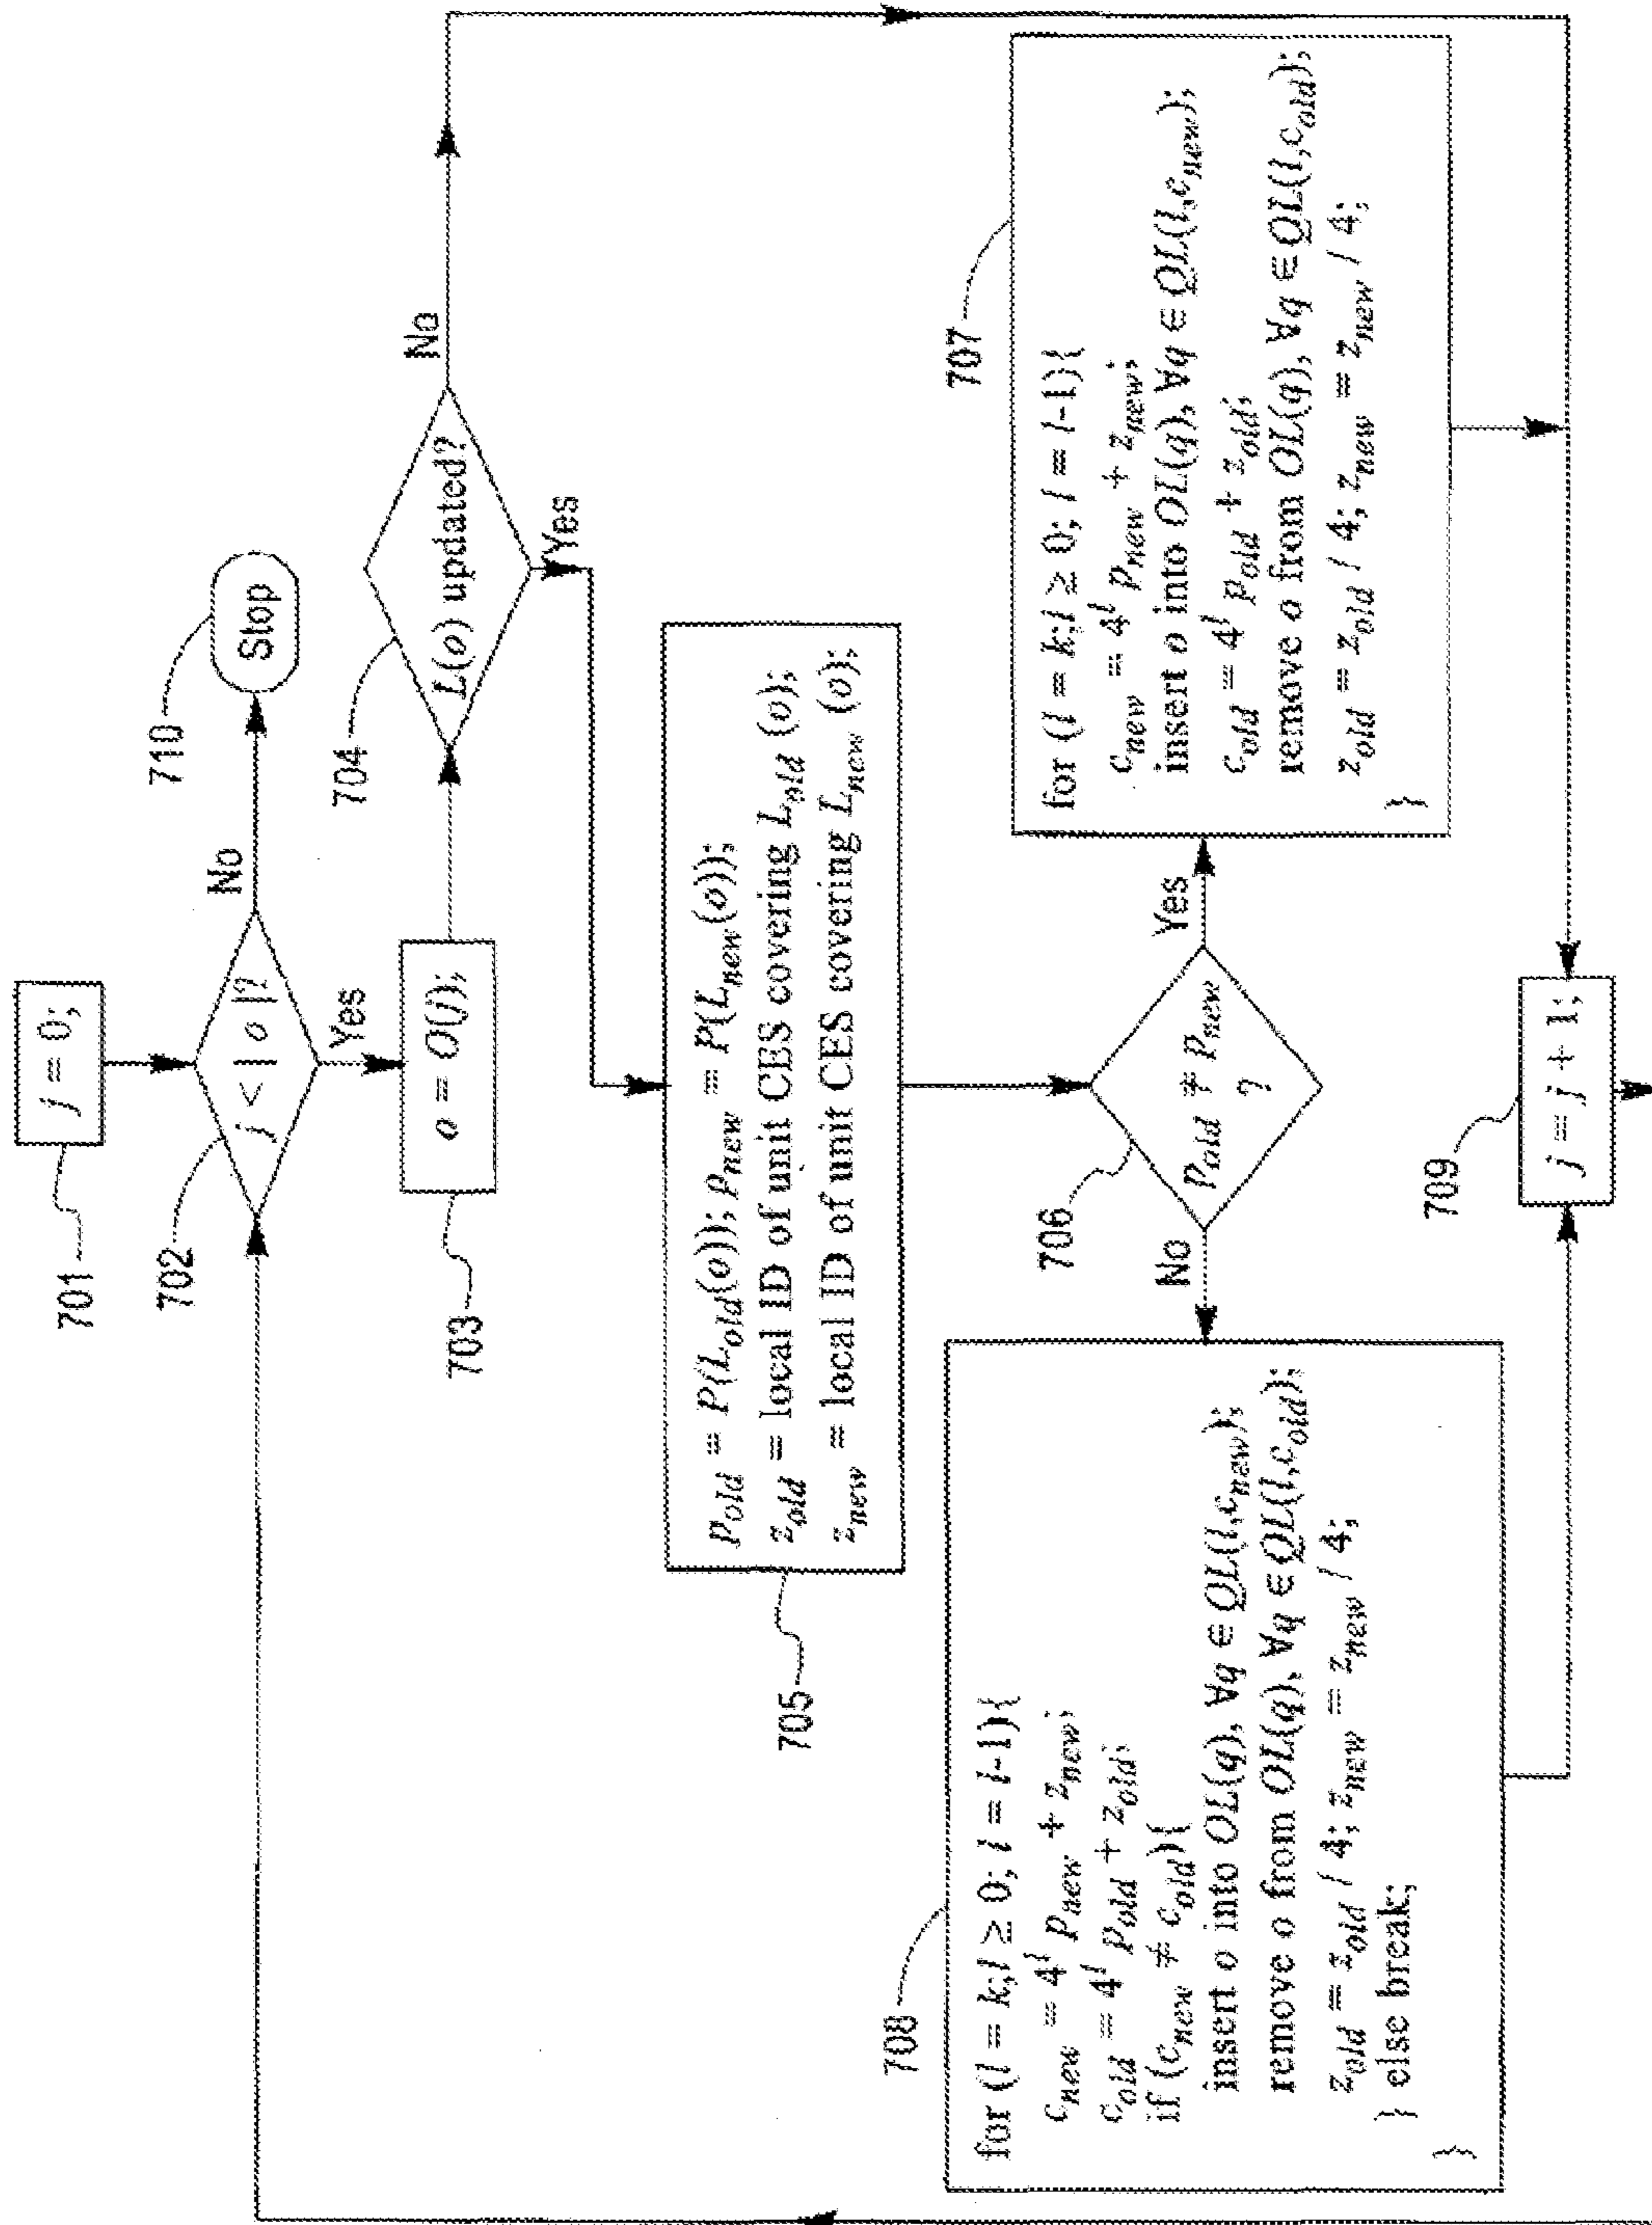 701
j = 0;
702
j < | o |?
No
710
Stop
Yes
703
o = O(j);
704
L(o) updated?
No
Yes
705
p_old = P(L_old(o)); p_new = P(L_new(o));
z_old = local ID of unit CES covering L_old (o);
z_new = local ID of unit CES covering L_new (o);
706
p_old ≠ p_new
?
Yes
No
707
for (l = k;l ≥ 0; l = l-1){
c_new = 4^l p_new + z_new;
insert o into OL(q), ∀q ∈ QL(l,c_new);
c_old = 4^l p_old + z_old;
remove o from OL(q), ∀q ∈ QL(l,c_old);
z_old = z_old / 4; z_new = z_new / 4;
}
708
for (l = k;l ≥ 0; l = l-1){
c_new = 4^l p_new + z_new;
c_old = 4^l p_old + z_old;
if (c_new ≠ c_old){
insert o into OL(q), ∀q ∈ QL(l,c_new);
remove o from OL(q), ∀q ∈ QL(l,c_old);
z_old = z_old / 4; z_new = z_new / 4;
} else break;
}
709
j = j + 1;